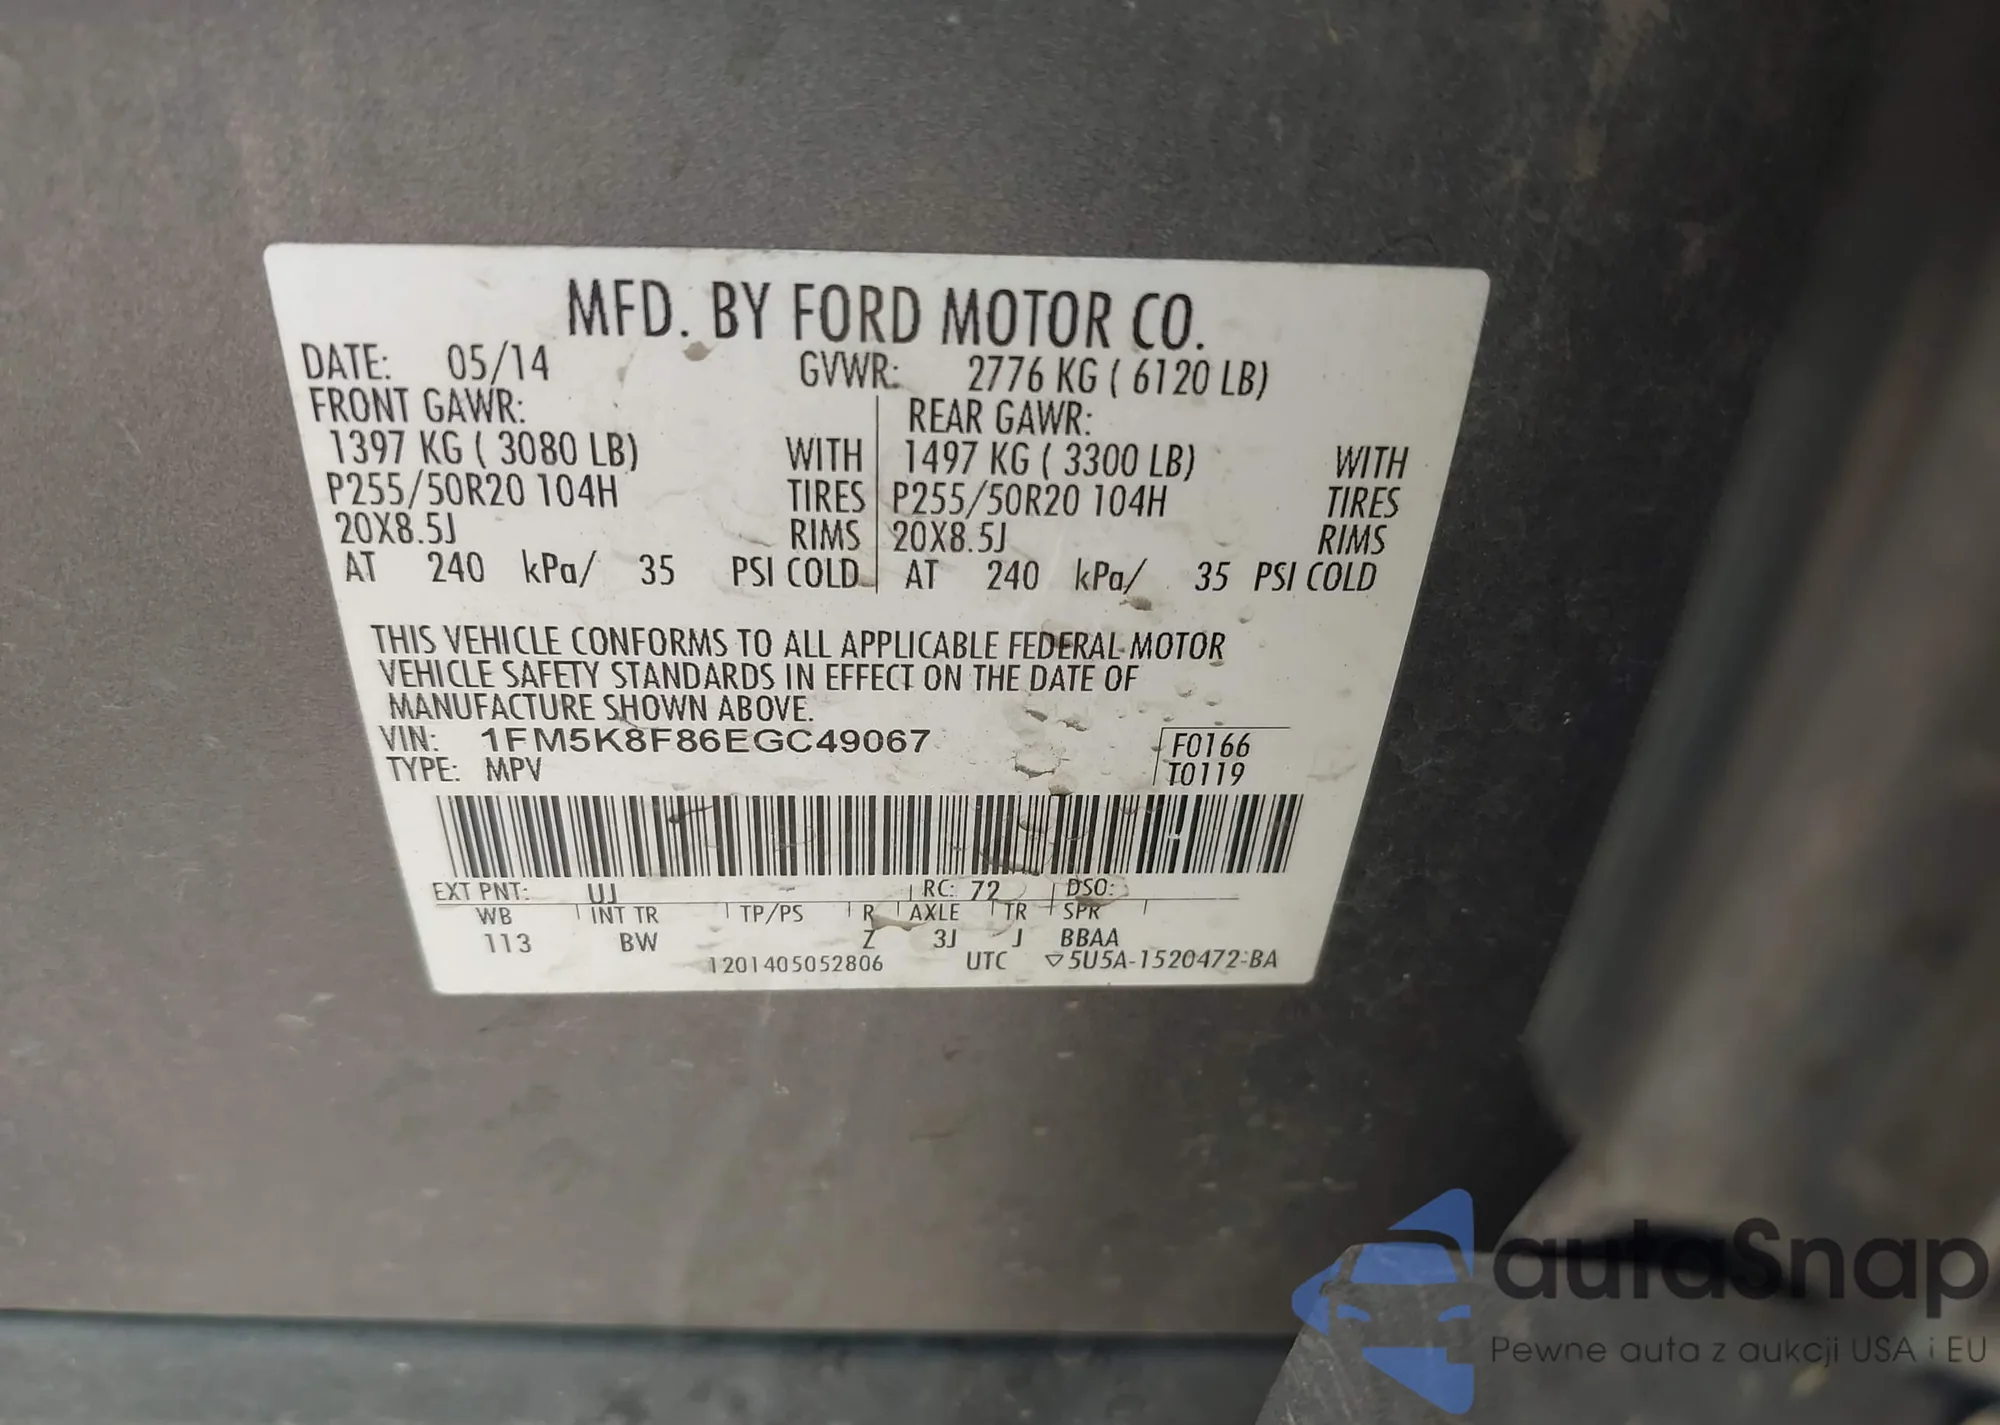 MFD. BY FORD MOTOR CO.
DATE: 05/14 GVWR: 2776 KG ( 6120 LB)
FRONT GAWR: REAR GAWR:
1397 KG ( 3080 LB) WITH 1497 KG ( 3300 LB) WITH
P255/50R20 104H TIRES P255/50R20 104H TIRES
20X8.5J RIMS 20X8.5J RIMS
AT 240 kPa/ 35 PSI COLD AT 240 kPa/ 35 PSI COLD
THIS VEHICLE CONFORMS TO ALL APPLICABLE FEDERAL MOTOR
VEHICLE SAFETY STANDARDS IN EFFECT ON THE DATE OF
MANUFACTURE SHOWN ABOVE.
VIN: 1FM5K8F86EGC49067 F0166
TYPE: MPV T0119
EXT PNT: UJ RC: 72 DSO:
WB INT TR TP/PS R AXLE TR SPR
113 BW Z 3J J BBAA
1201405052806 UTC ▽5U5A-1520472-BA
autaSnap
Pewne auta z aukcji USA i EU